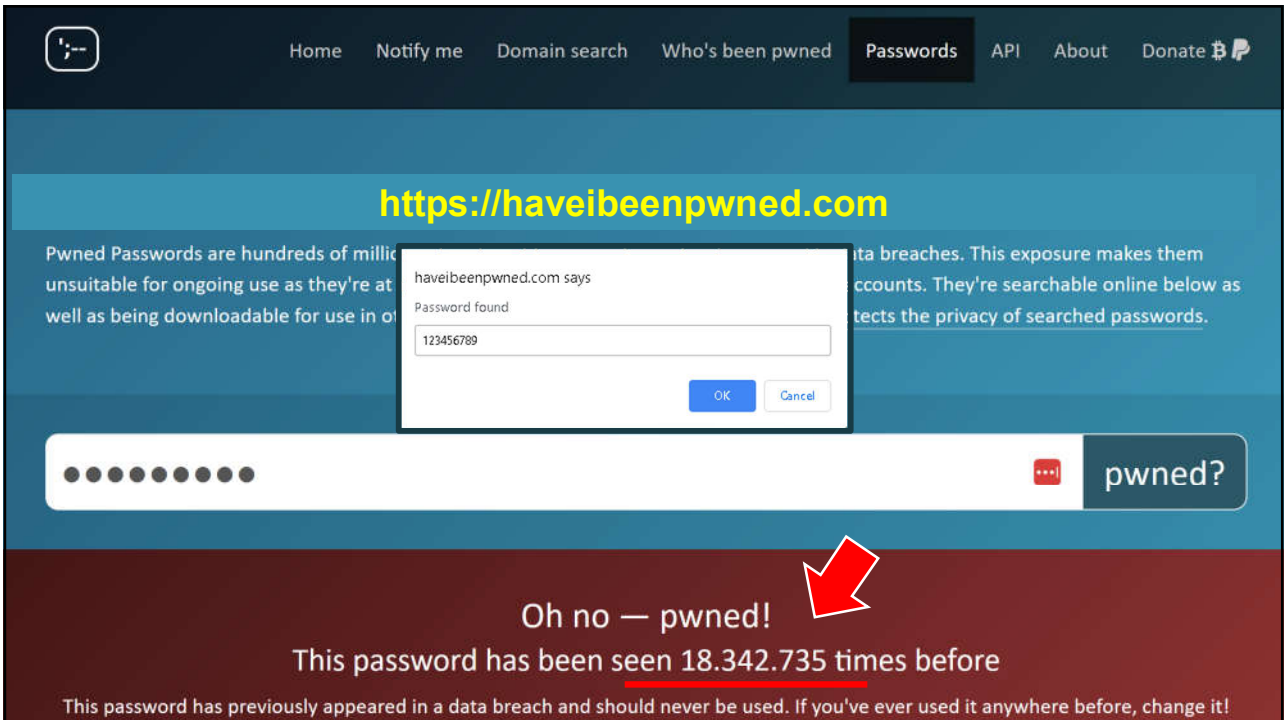 ';--
Home Notify me Domain search Who's been pwned Passwords API About Donate
https://haveibeenpwned.com
Pwned Passwords are hundreds of ta breaches. This exposure makes them
unsuitable for ongoing use as they're at ccounts. They're searchable online below as
well as being downloadable for use in tects the privacy of searched passwords.
haveibeenpwned.com says
Password found
123456789
OK Cancel
●●●●●●●●●
pwned?
Oh no — pwned!
This password has been seen 18.342.735 times before
This password has previously appeared in a data breach and should never be used. If you've ever used it anywhere before, change it!